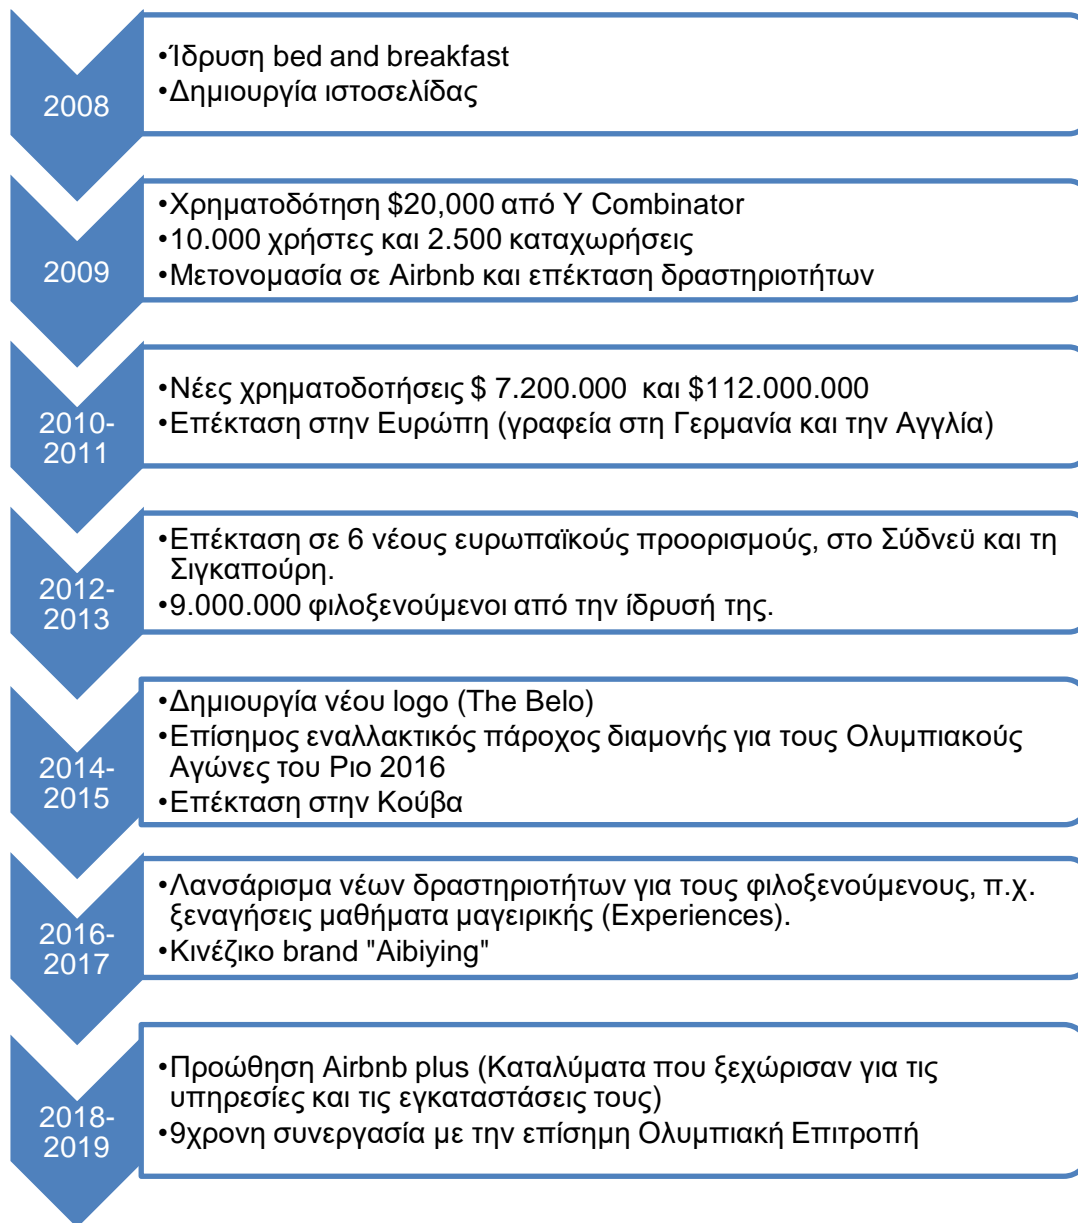 2008
•Ίδρυση bed and breakfast
•Δημιουργία ιστοσελίδας
2009
•Χρηματοδότηση $20,000 από Y Combinator
•10.000 χρήστες και 2.500 καταχωρήσεις
•Μετονομασία σε Airbnb και επέκταση δραστηριοτήτων
2010-
2011
•Νέες χρηματοδοτήσεις $ 7.200.000  και $112.000.000
•Επέκταση στην Ευρώπη (γραφεία στη Γερμανία και την Αγγλία)
2012-
2013
•Επέκταση σε 6 νέους ευρωπαϊκούς προορισμούς, στο Σύδνεϋ και τη
Σιγκαπούρη.
•9.000.000 φιλοξενούμενοι από την ίδρυσή της.
2014-
2015
•Δημιουργία νέου logo (The Belo)
•Επίσημος εναλλακτικός πάροχος διαμονής για τους Ολυμπιακούς
Αγώνες του Ριο 2016
•Επέκταση στην Κούβα
2016-
2017
•Λανσάρισμα νέων δραστηριοτήτων για τους φιλοξενούμενους, π.χ.
ξεναγήσεις μαθήματα μαγειρικής (Experiences).
•Κινέζικο brand "Aibiying"
2018-
2019
•Προώθηση Airbnb plus (Καταλύματα που ξεχώρισαν για τις
υπηρεσίες και τις εγκαταστάσεις τους)
•9χρονη συνεργασία με την επίσημη Ολυμπιακή Επιτροπή